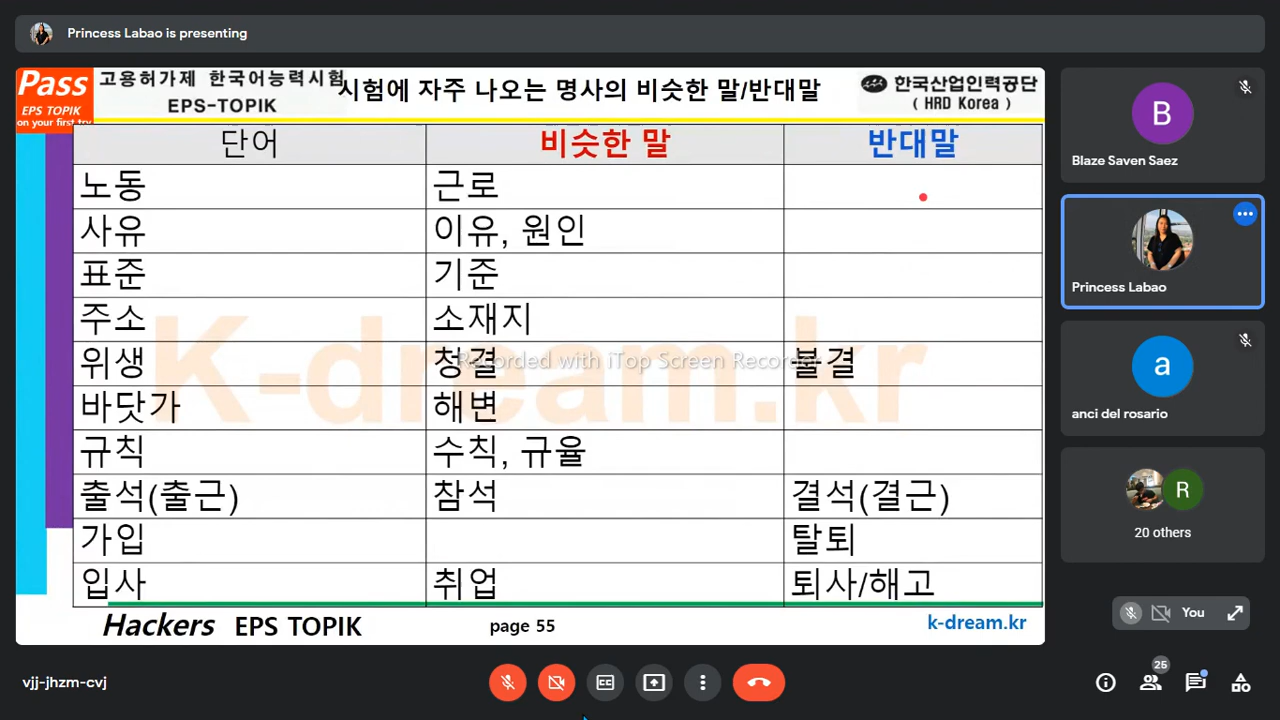 Princess Labao is presenting
Pass
EPS TOPIK
on your first try
고용허가제 한국어능력시험
EPS-TOPIK
시험에 자주 나오는 명사의 비슷한 말/반대말
한국산업인력공단
( HRD Korea )
단어 비슷한 말 반대말
노동 근로
사유 이유, 원인
표준 기준
주소 소재지
위생 청결 불결
바닷가 해변
규칙 수칙, 규율
출석(출근) 참석 결석(결근)
가입 탈퇴
입사 취업 퇴사/해고
K-dream.kr
Recorded with iTop Screen Recorder
Hackers EPS TOPIK
page 55
k-dream.kr
B
Blaze Saven Saez
Princess Labao
a
anci del rosario
R
20 others
You
vjj-jhzm-cvj
25